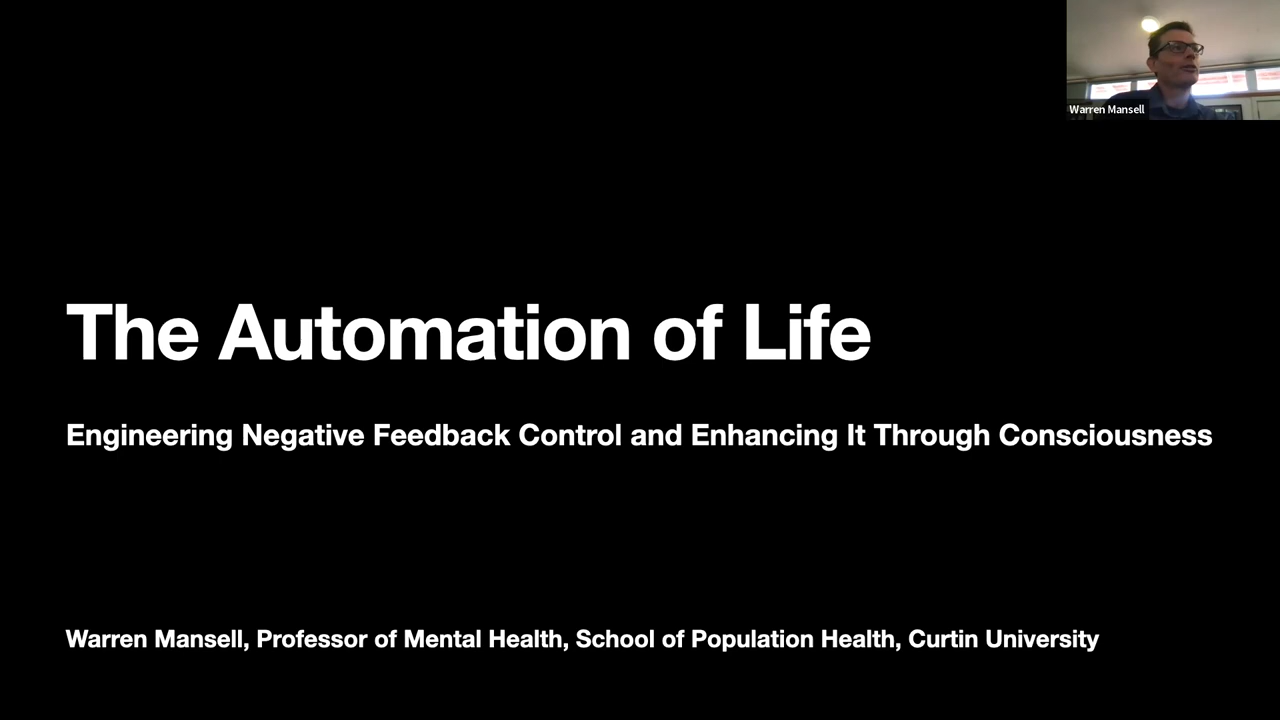 Warren Mansell
The Automation of Life
Engineering Negative Feedback Control and Enhancing It Through Consciousness
Warren Mansell, Professor of Mental Health, School of Population Health, Curtin University